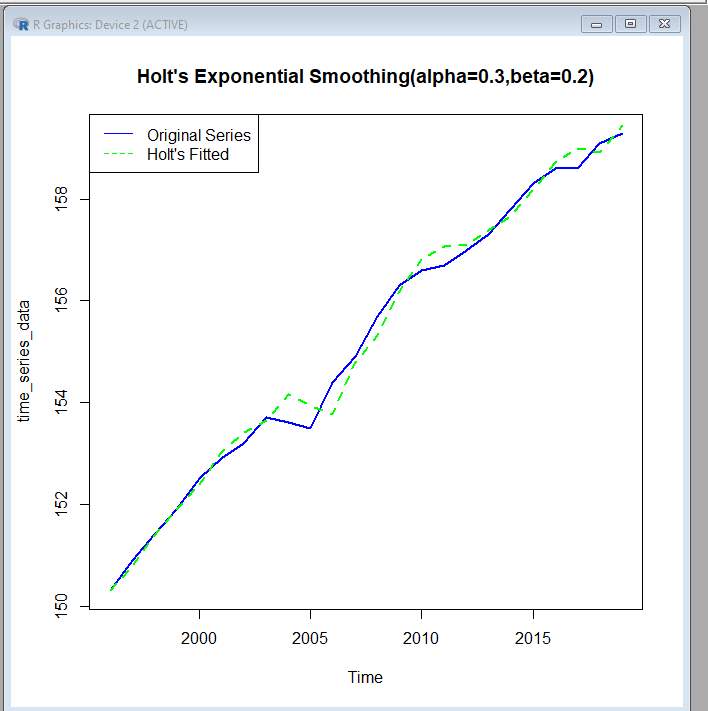 R Graphics: Device 2 (ACTIVE)
Holt's Exponential Smoothing(alpha=0.3,beta=0.2)
Original Series
Holt's Fitted
158
156
154
152
150
time_series_data
2000 2005 2010 2015
Time